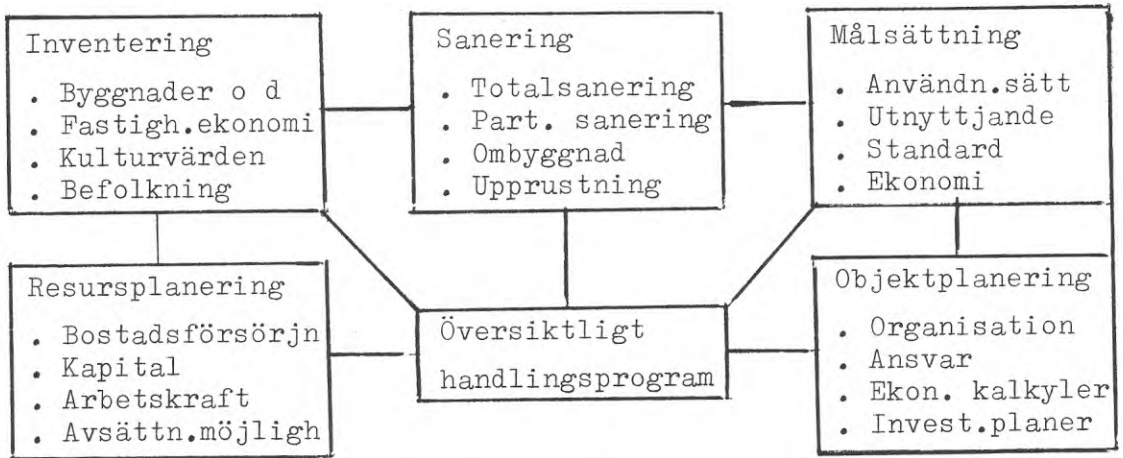 Inventering
. Byggnader o d
. Fastigh.ekonomi
. Kulturvärden
. Befolkning
Sanering
. Totalsanering
. Part. sanering
. Ombyggnad
. Upprustning
Målsättning
. Användn.sätt
. Utnyttjande
. Standard
. Ekonomi
Resursplanering
. Bostadsförsörjn
. Kapital
. Arbetskraft
. Avsättn.möjligh
Översiktligt
handlingsprogram
Objektplanering
. Organisation
. Ansvar
. Ekon. kalkyler
. Invest.planer